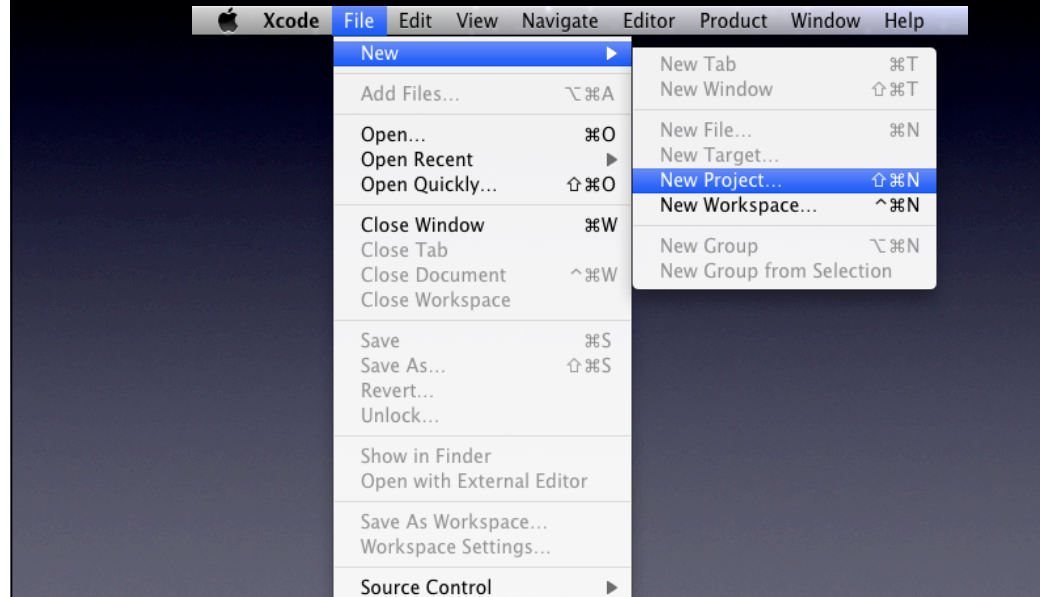 Xcode File Edit View Navigate Editor Product Window Help
New
Add Files... ⌥⌘A
Open... ⌘O
Open Recent
Open Quickly... ⇧⌘O
Close Window ⌘W
Close Tab
Close Document ^⌘W
Close Workspace
Save ⌘S
Save As... ⇧⌘S
Revert...
Unlock...
Show in Finder
Open with External Editor
Save As Workspace...
Workspace Settings...
Source Control
New Tab ⌘T
New Window ⇧⌘T
New File... ⌘N
New Target...
New Project... ⇧⌘N
New Workspace... ^⌘N
New Group ⌥⌘N
New Group from Selection